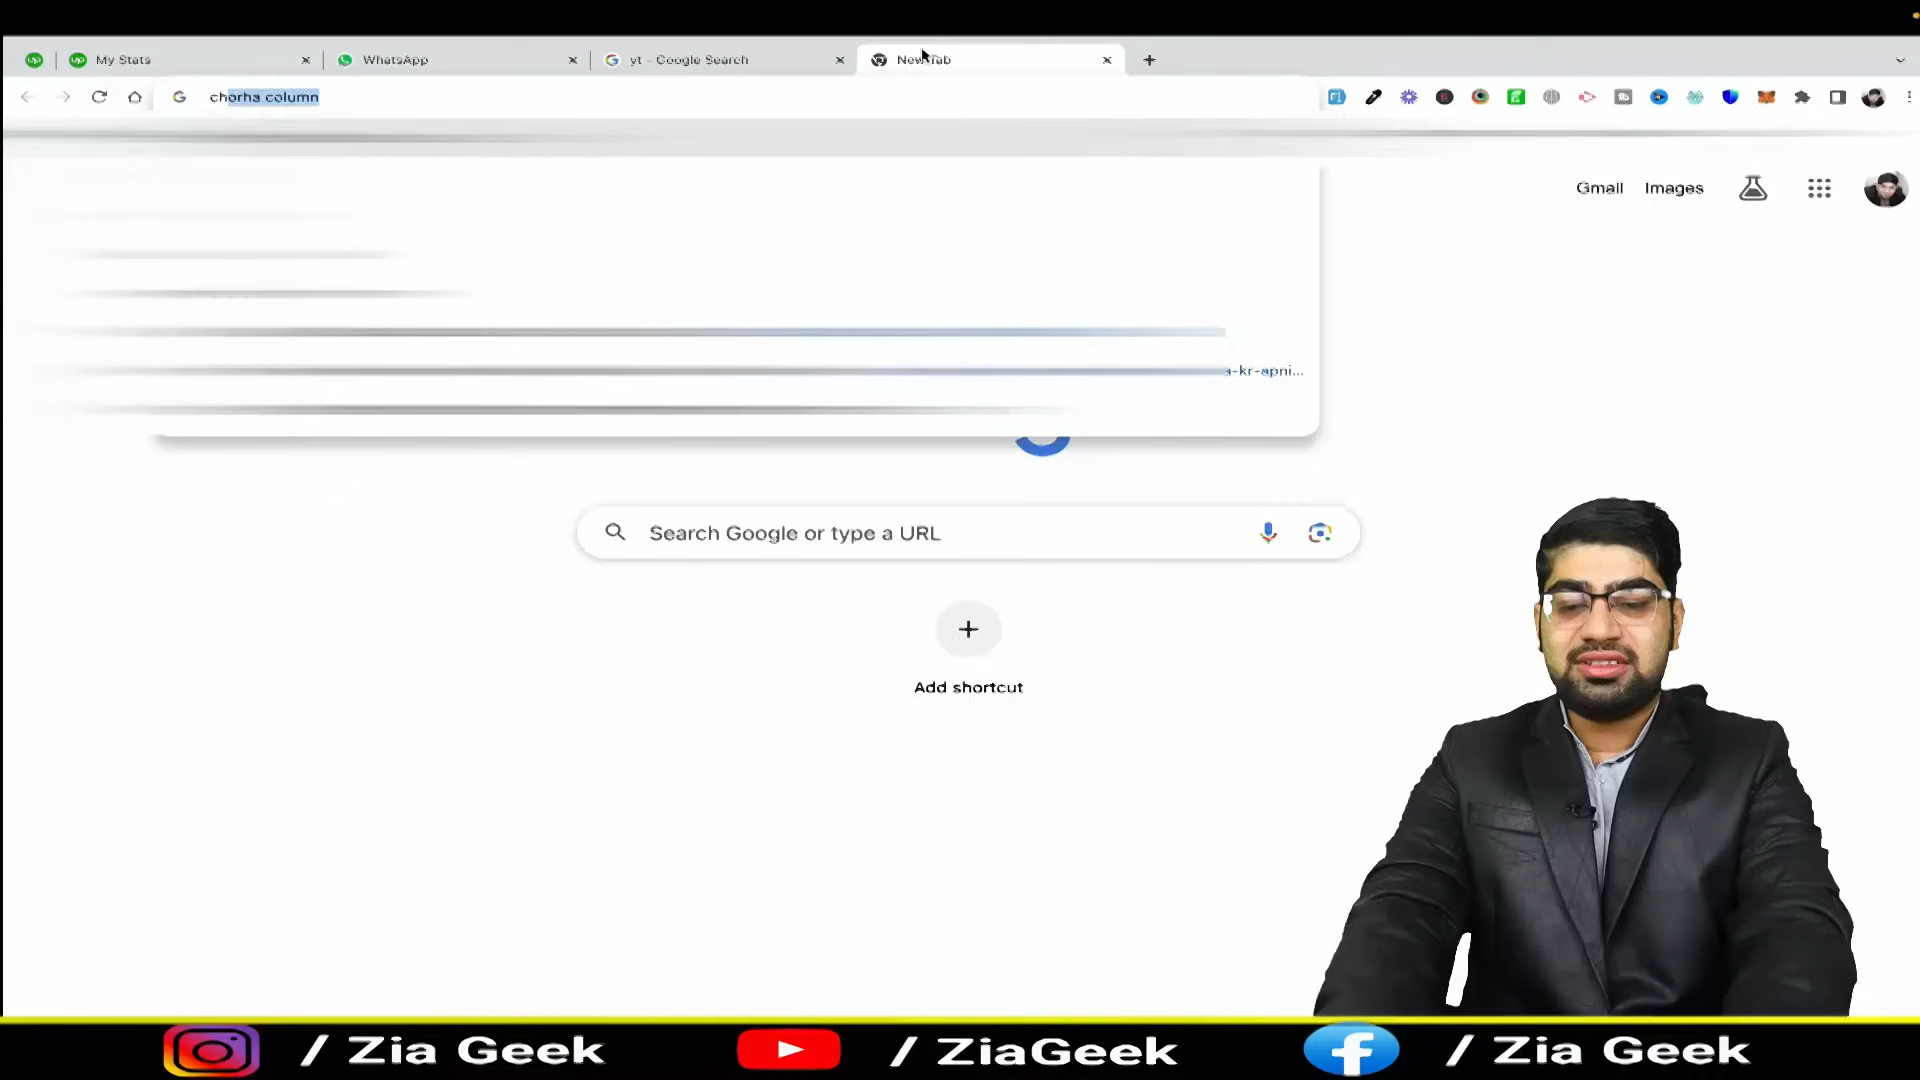 My Stats
WhatsApp
yt - Google Search
New Tab
chorha column
Gmail Images
a-kr-apni...
Search Google or type a URL
Add shortcut
/ Zia Geek / ZiaGeek / Zia Geek